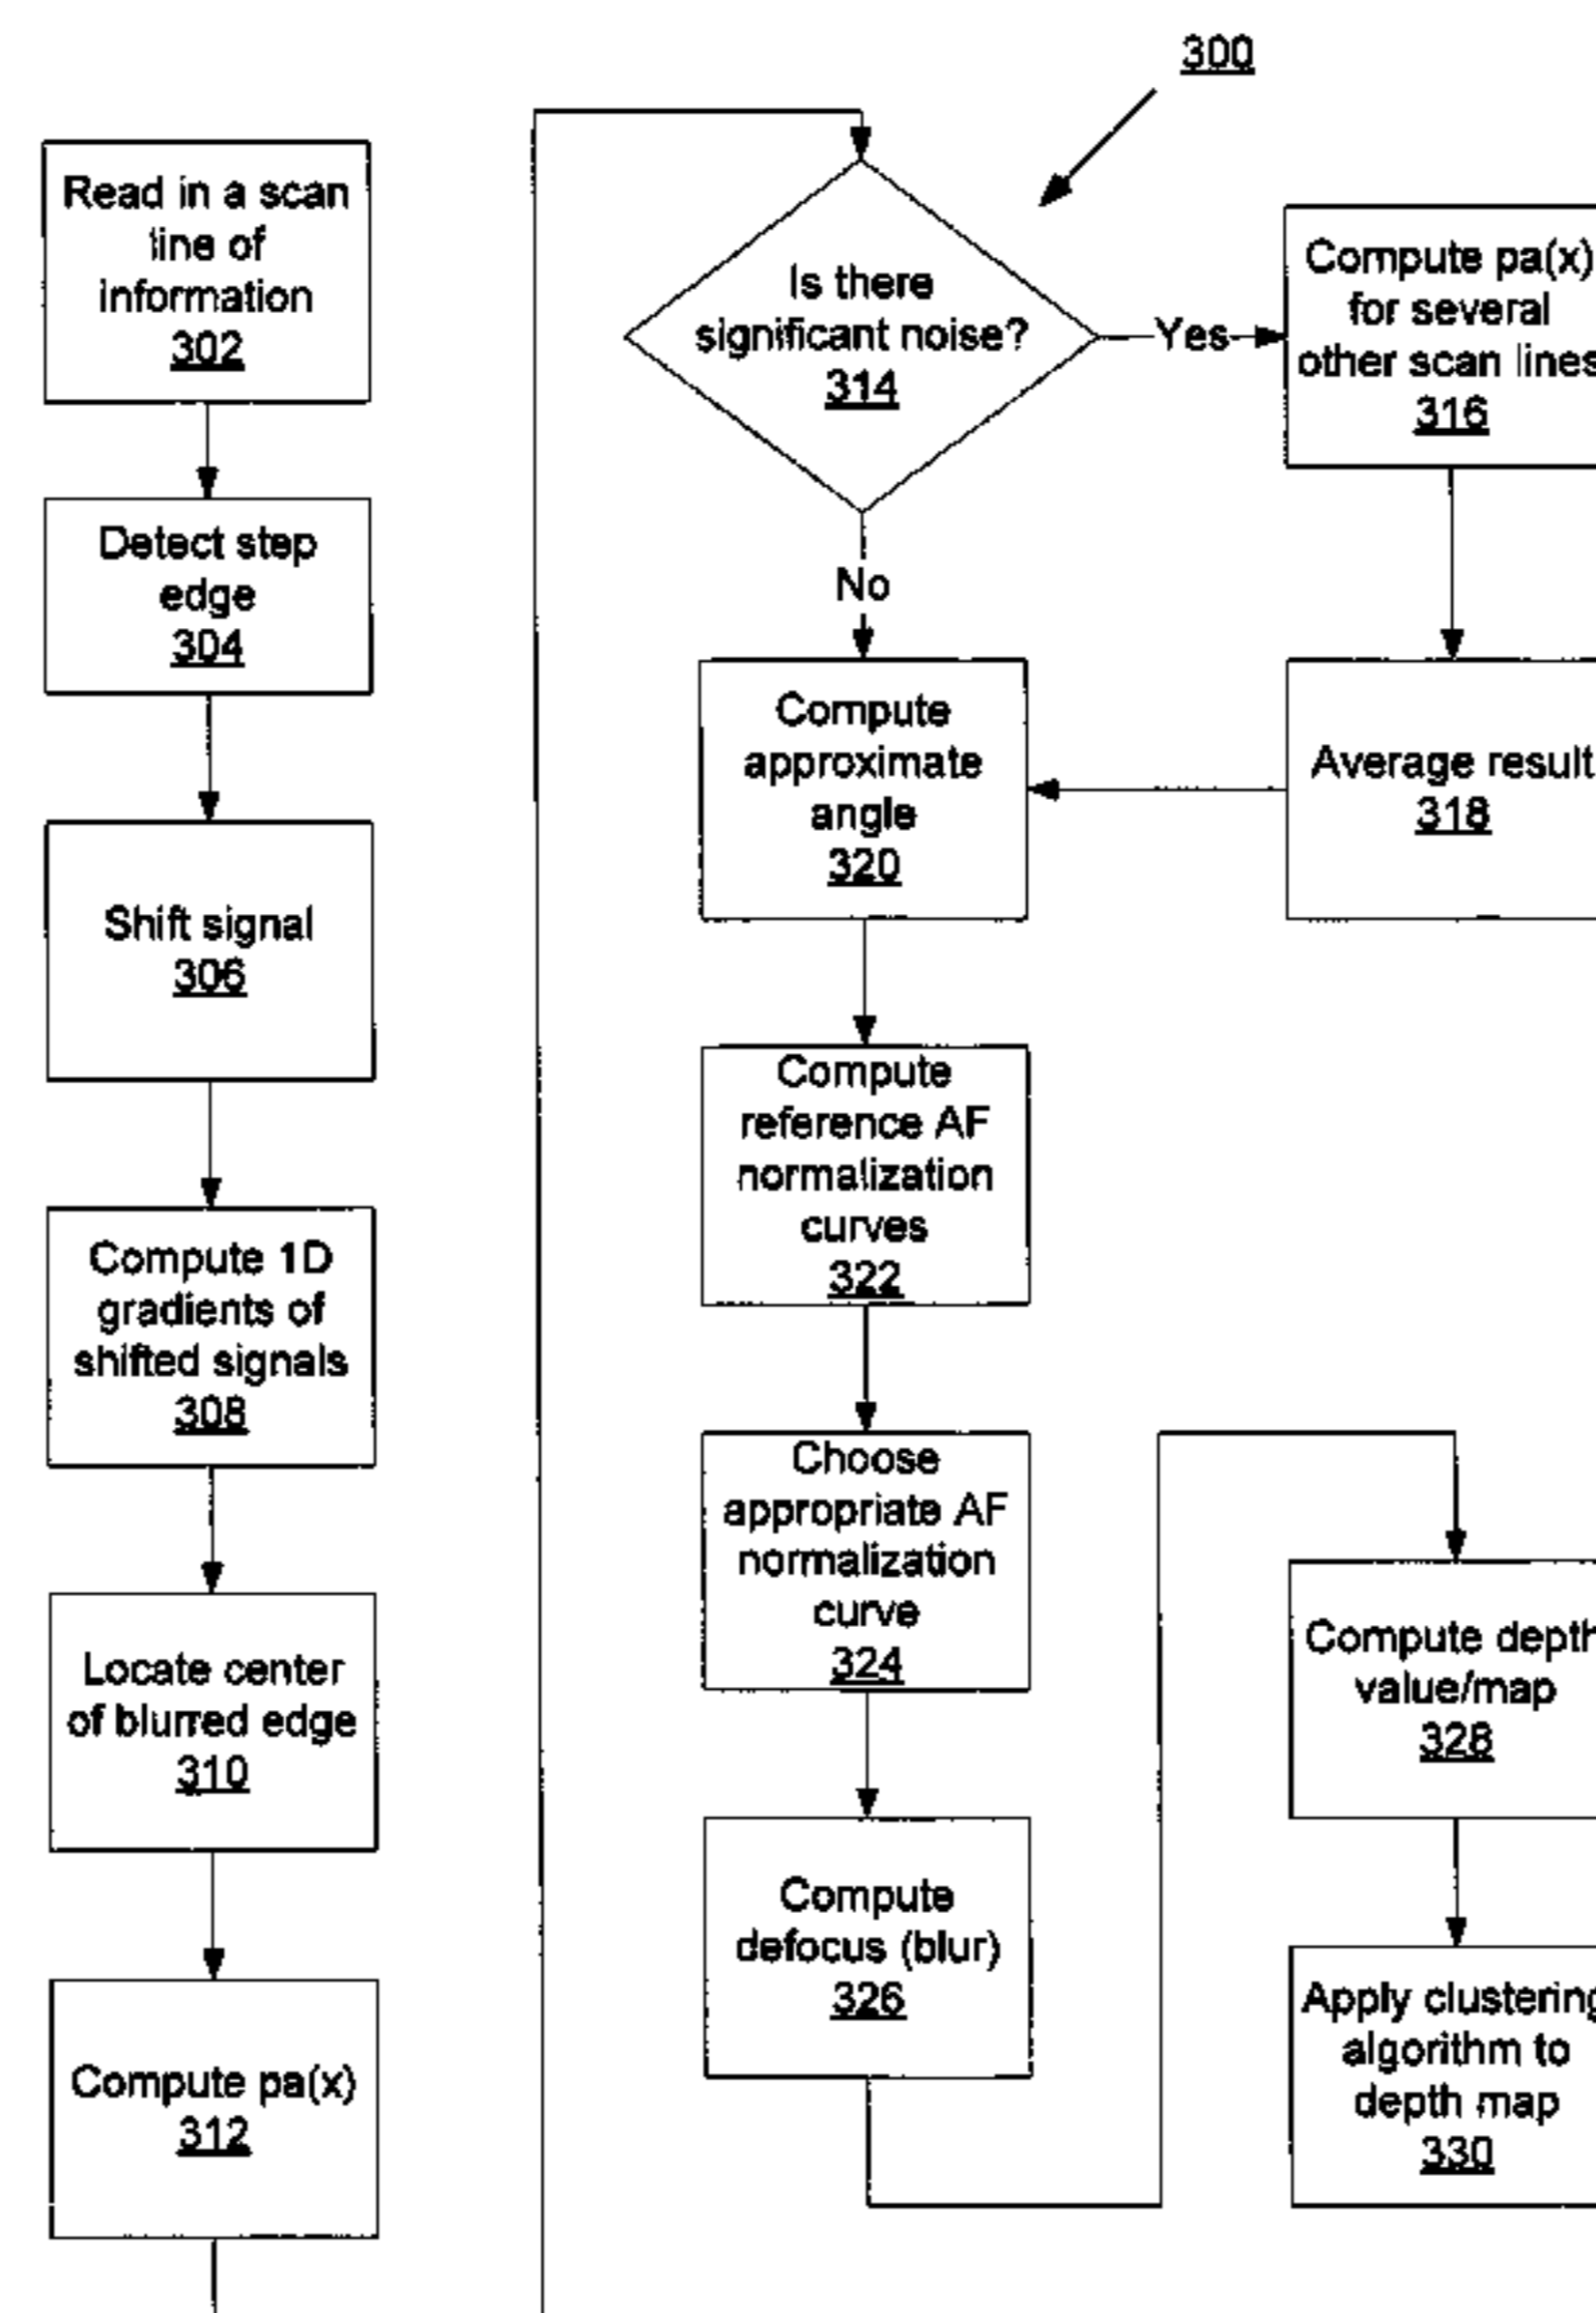 300
Read in a scan
line of
information
302
Detect step
edge
304
Shift signal
306
Compute 1D
gradients of
shifted signals
308
Locate center
of blurred edge
310
Compute pa(x)
312
Is there
significant noise?
314
Yes
No
Compute pa(x)
for several
other scan lines
316
Average result
318
Compute
approximate
angle
320
Compute
reference AF
normalization
curves
322
Choose
appropriate AF
normalization
curve
324
Compute
defocus (blur)
326
Compute depth
value/map
328
Apply clustering
algorithm to
depth map
330